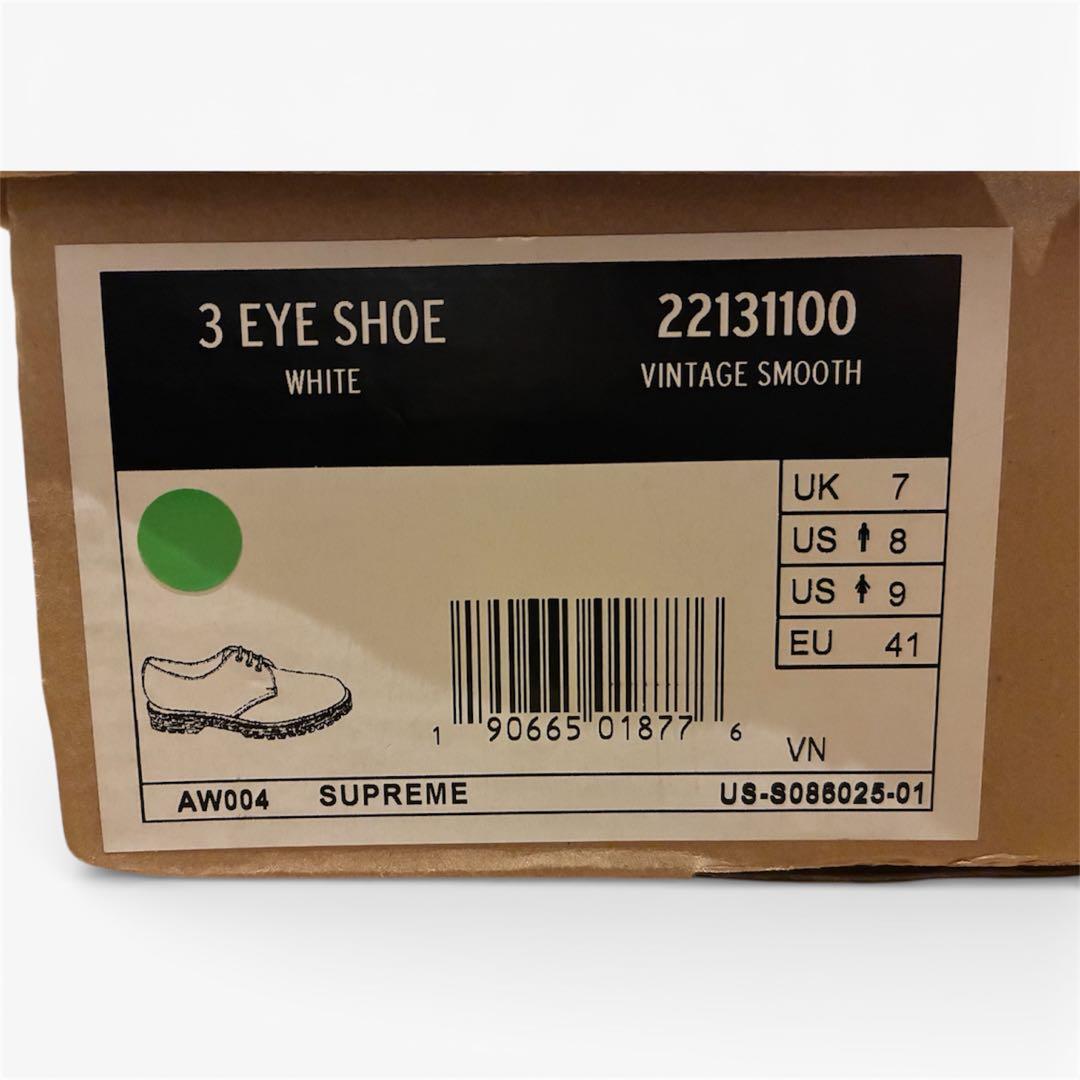 3 EYE SHOE
WHITE
22131100
VINTAGE SMOOTH
UK 7
US 8
US 9
EU 41
1 90665 01877 6
VN
AW004 SUPREME US-S086025-01